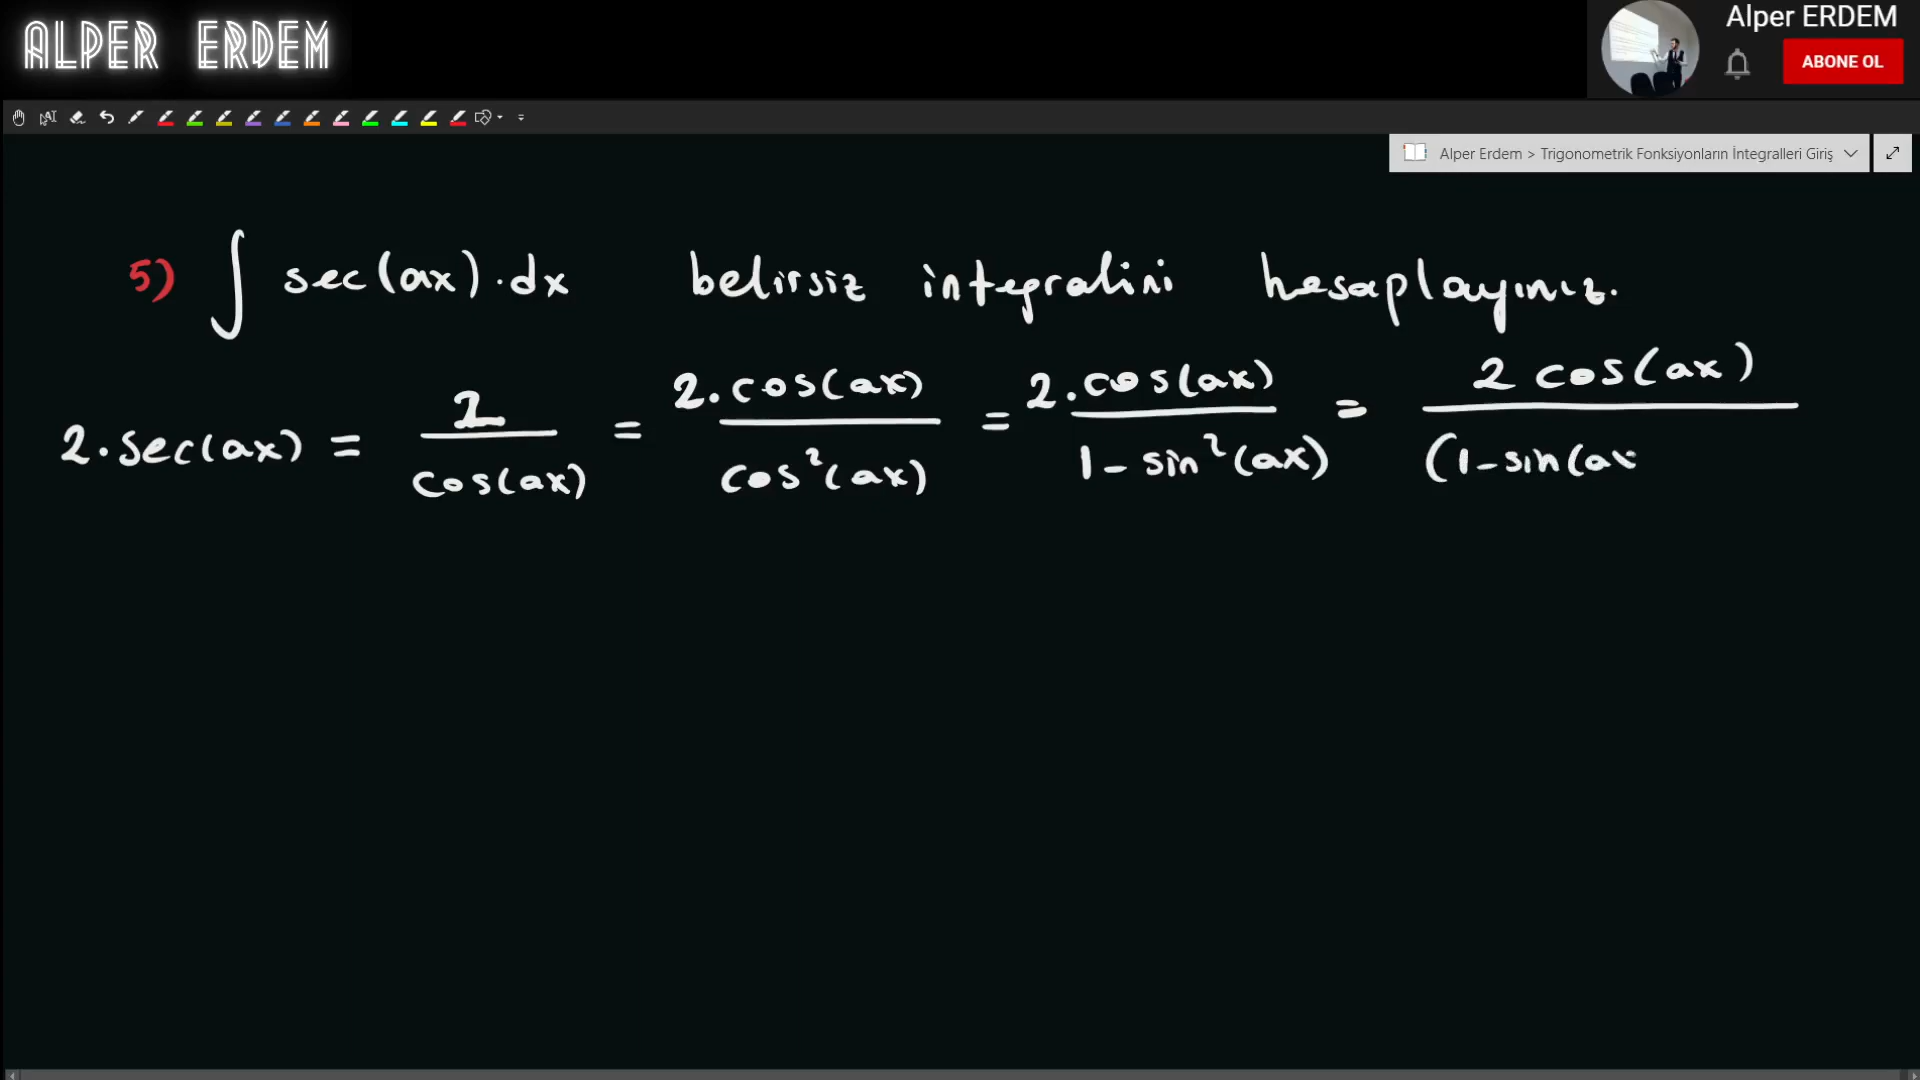 ALPER ERDEM
Alper ERDEM
ABONE OL
Alper Erdem > Trigonometrik Fonksiyonların İntegralleri Giriş
5) ∫ sec(ax)·dx belirsiz integralini hesaplayınız.
2·sec(ax) = 2/cos(ax) = 2·cos(ax)/cos²(ax) = 2·cos(ax)/1-sin²(ax) = 2 cos(ax)/(1-sin(ax